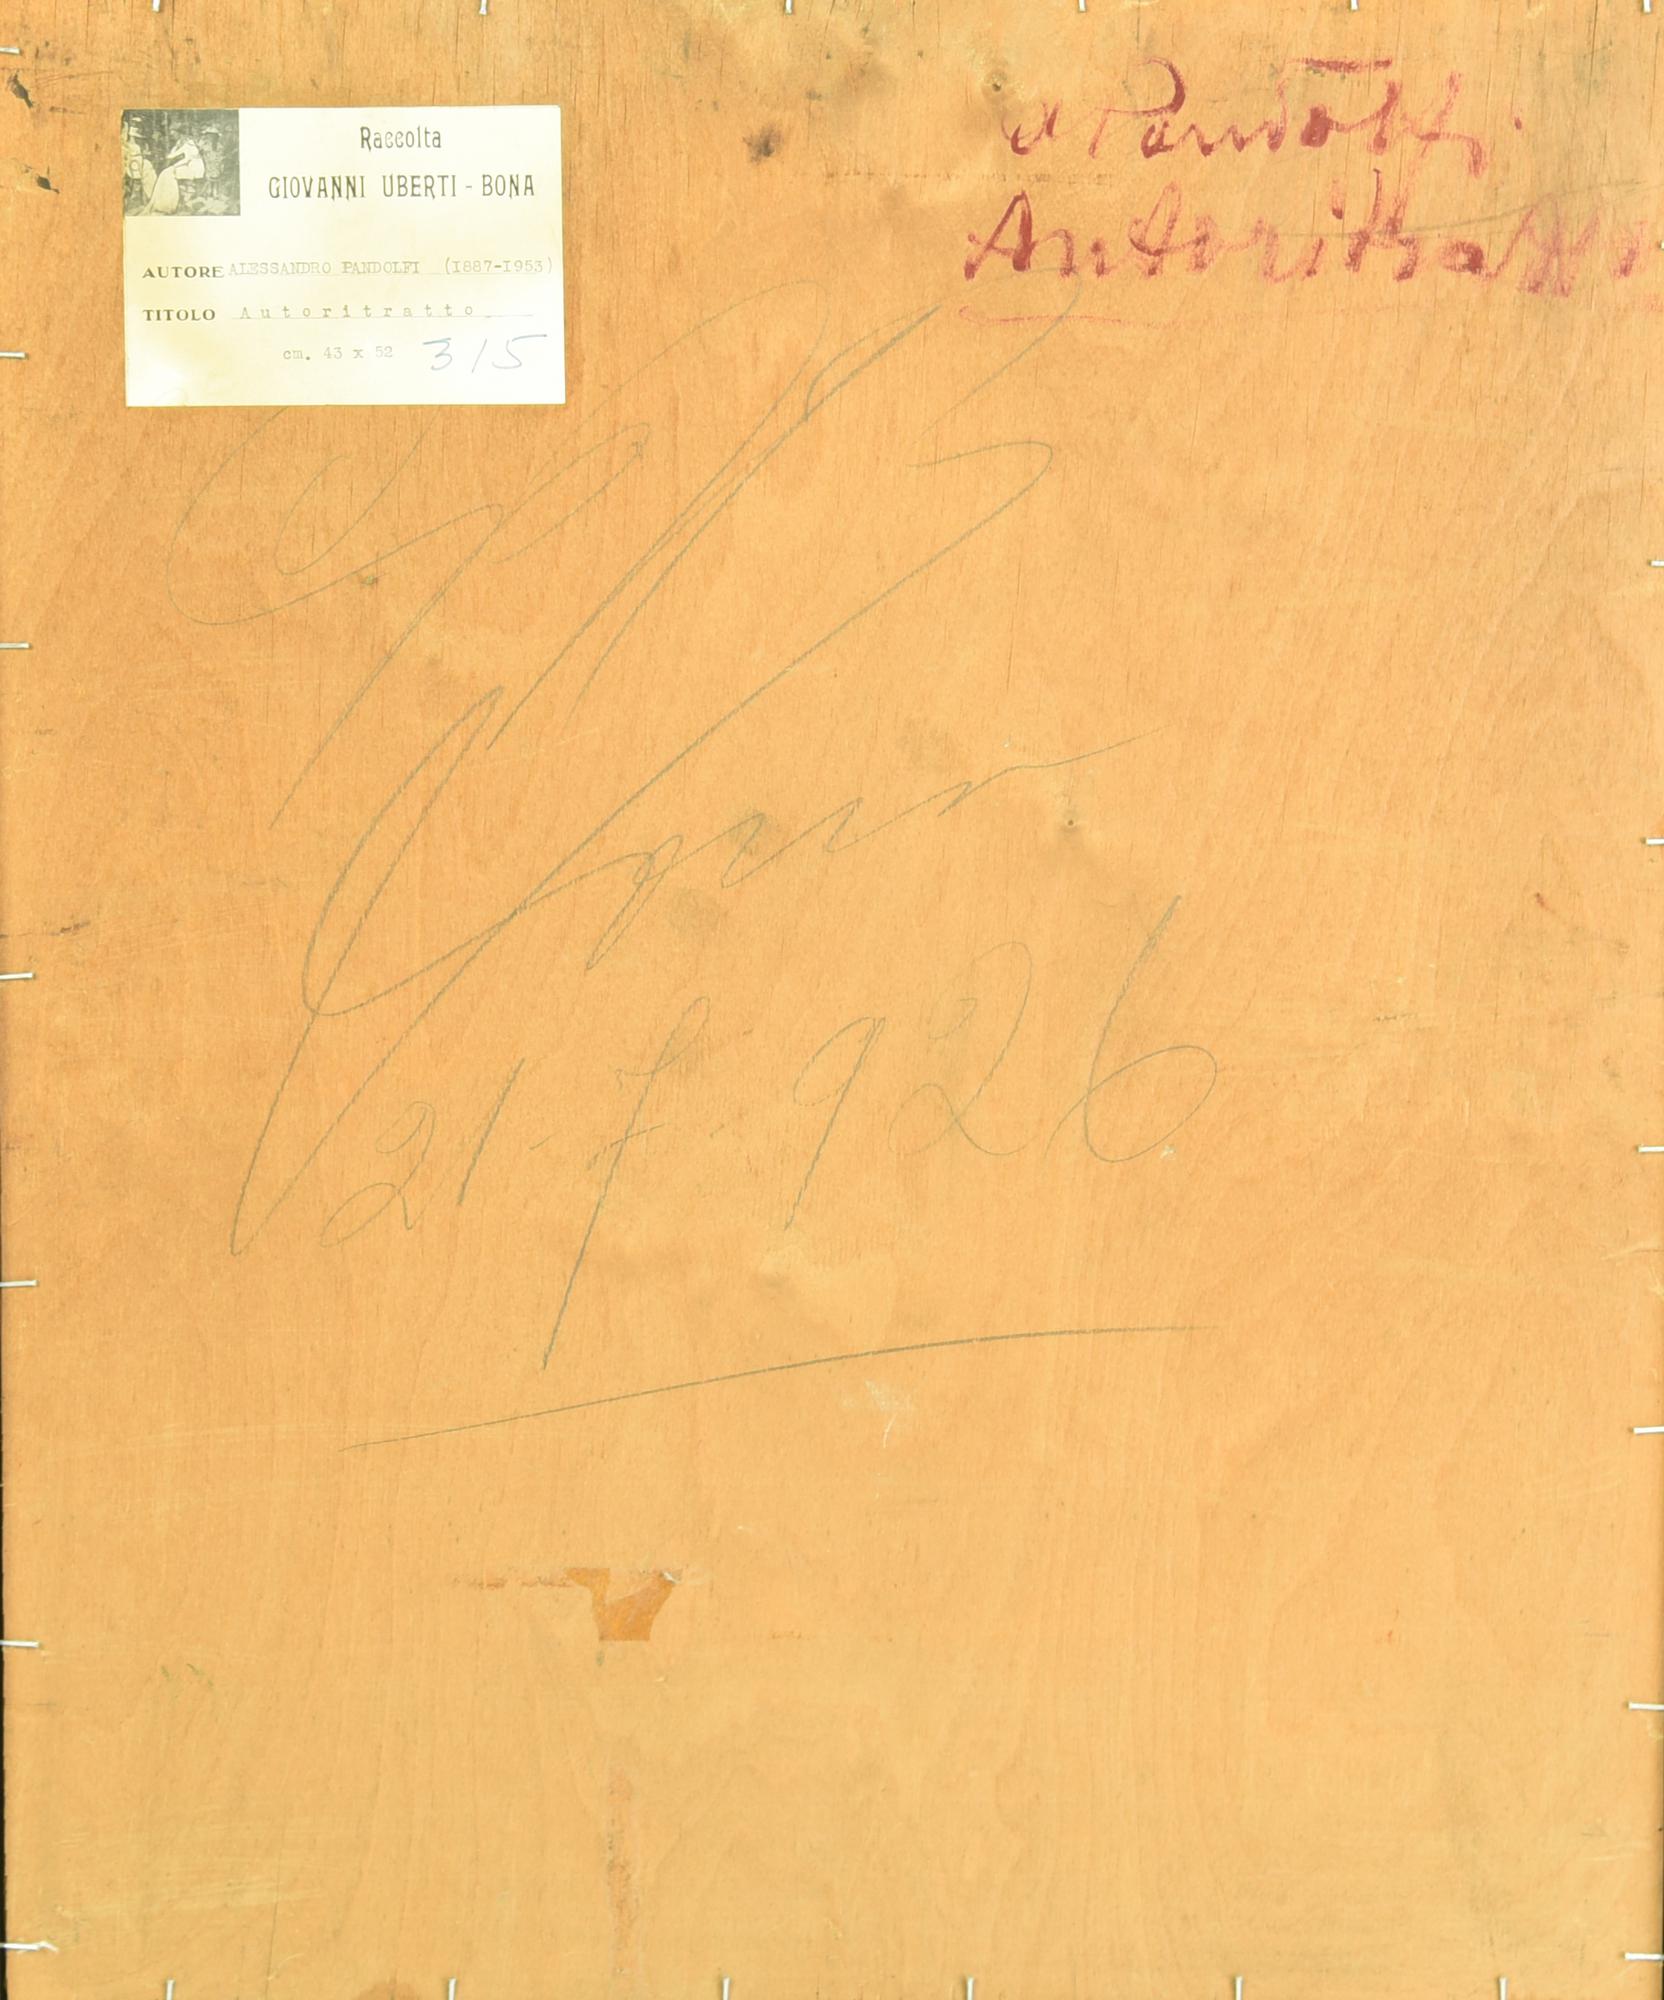 Raccolta
GIOVANNI UBERTI - BONA
AUTORE ALESSANDRO PANDOLFI (1887-1953)
TITOLO Autoritratto
cm. 43 x 52 315
A Pandolfi.
Autoritratto
21-7-926